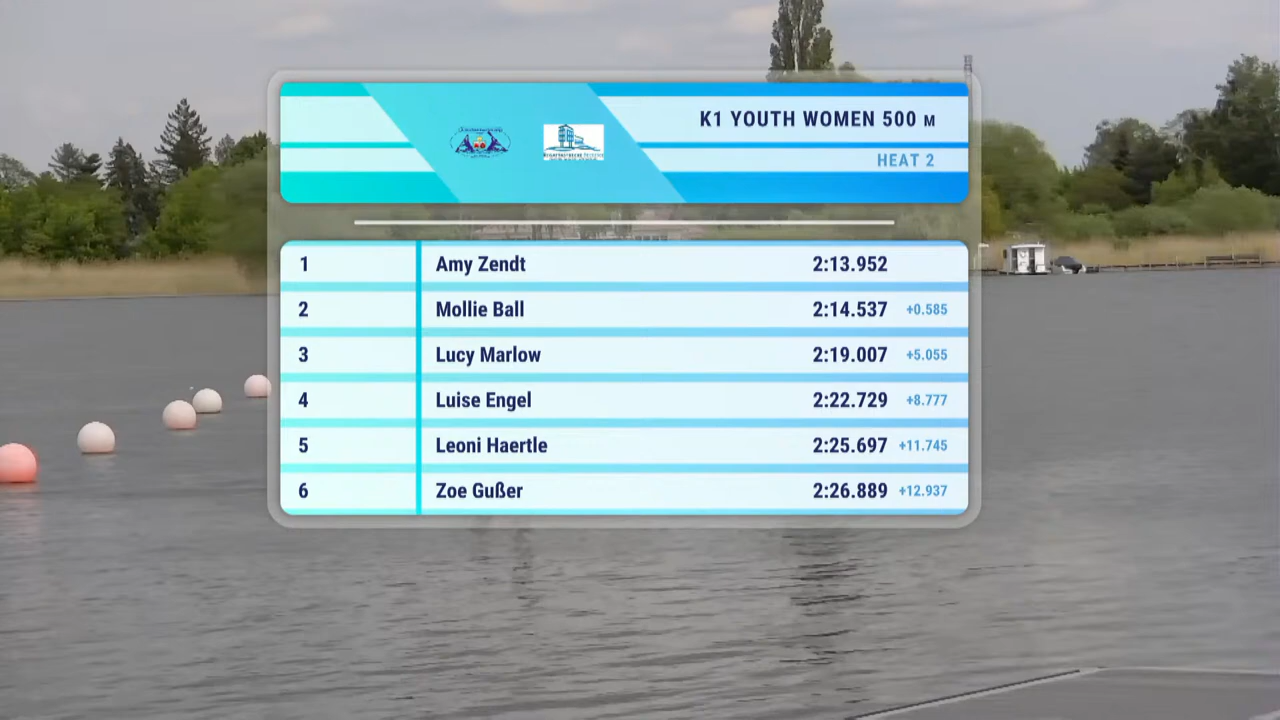 K1 YOUTH WOMEN 500 M
HEAT 2
1 Amy Zendt 2:13.952
2 Mollie Ball 2:14.537 +0.585
3 Lucy Marlow 2:19.007 +5.055
4 Luise Engel 2:22.729 +8.777
5 Leoni Haertle 2:25.697 +11.745
6 Zoe Gußer 2:26.889 +12.937